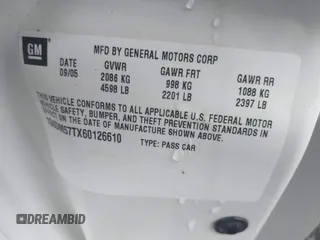 GM
MFD BY GENERAL MOTORS CORP
DATE GVWR GAWR FRT GAWR RR
09/05 2086 KG 998 KG 1088 KG
4598 LB 2201 LB 2397 LB
THIS VEHICLE CONFORMS TO ALL APPLICABLE U.S. FEDERAL MOTOR
VEHICLE SAFETY, BUMPER, AND THEFT PREVENTION STANDARDS IN
EFFECT ON THE DATE OF MANUFACTURE SHOWN ABOVE.
TYPE: PASS CAR
DREAMBID